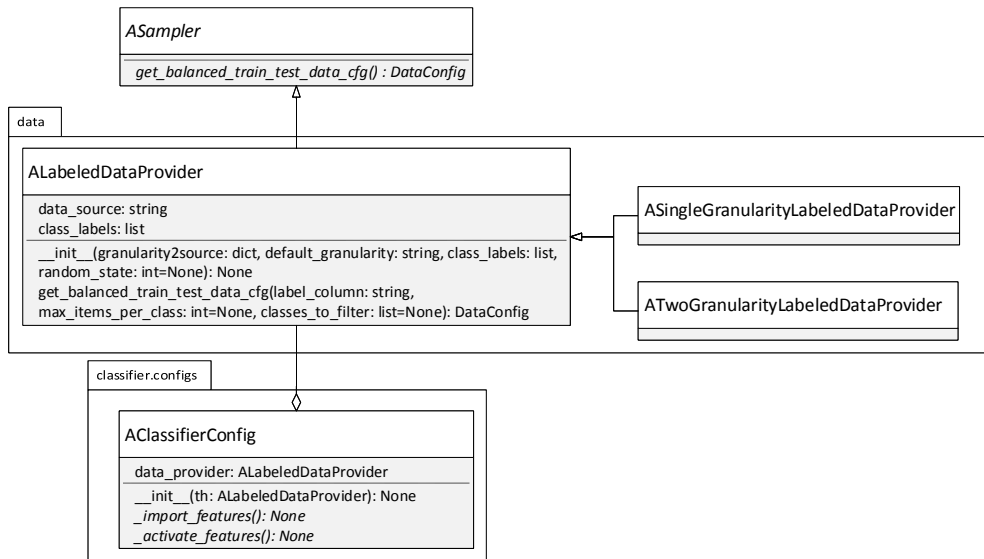 ASampler
get_balanced_train_test_data_cfg() : DataConfig
data
ALabeledDataProvider
data_source: string
class_labels: list
__init__(granularity2source: dict, default_granularity: string, class_labels: list,
random_state: int=None): None
get_balanced_train_test_data_cfg(label_column: string,
max_items_per_class: int=None, classes_to_filter: list=None): DataConfig
ASingleGranularityLabeledDataProvider
ATwoGranularityLabeledDataProvider
classifier.configs
AClassifierConfig
data_provider: ALabeledDataProvider
__init__(th: ALabeledDataProvider): None
_import_features(): None
_activate_features(): None